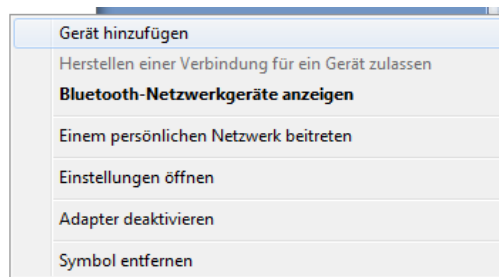 Gerät hinzufügen
Herstellen einer Verbindung für ein Gerät zulassen
Bluetooth-Netzwerkgeräte anzeigen
Einem persönlichen Netzwerk beitreten
Einstellungen öffnen
Adapter deaktivieren
Symbol entfernen